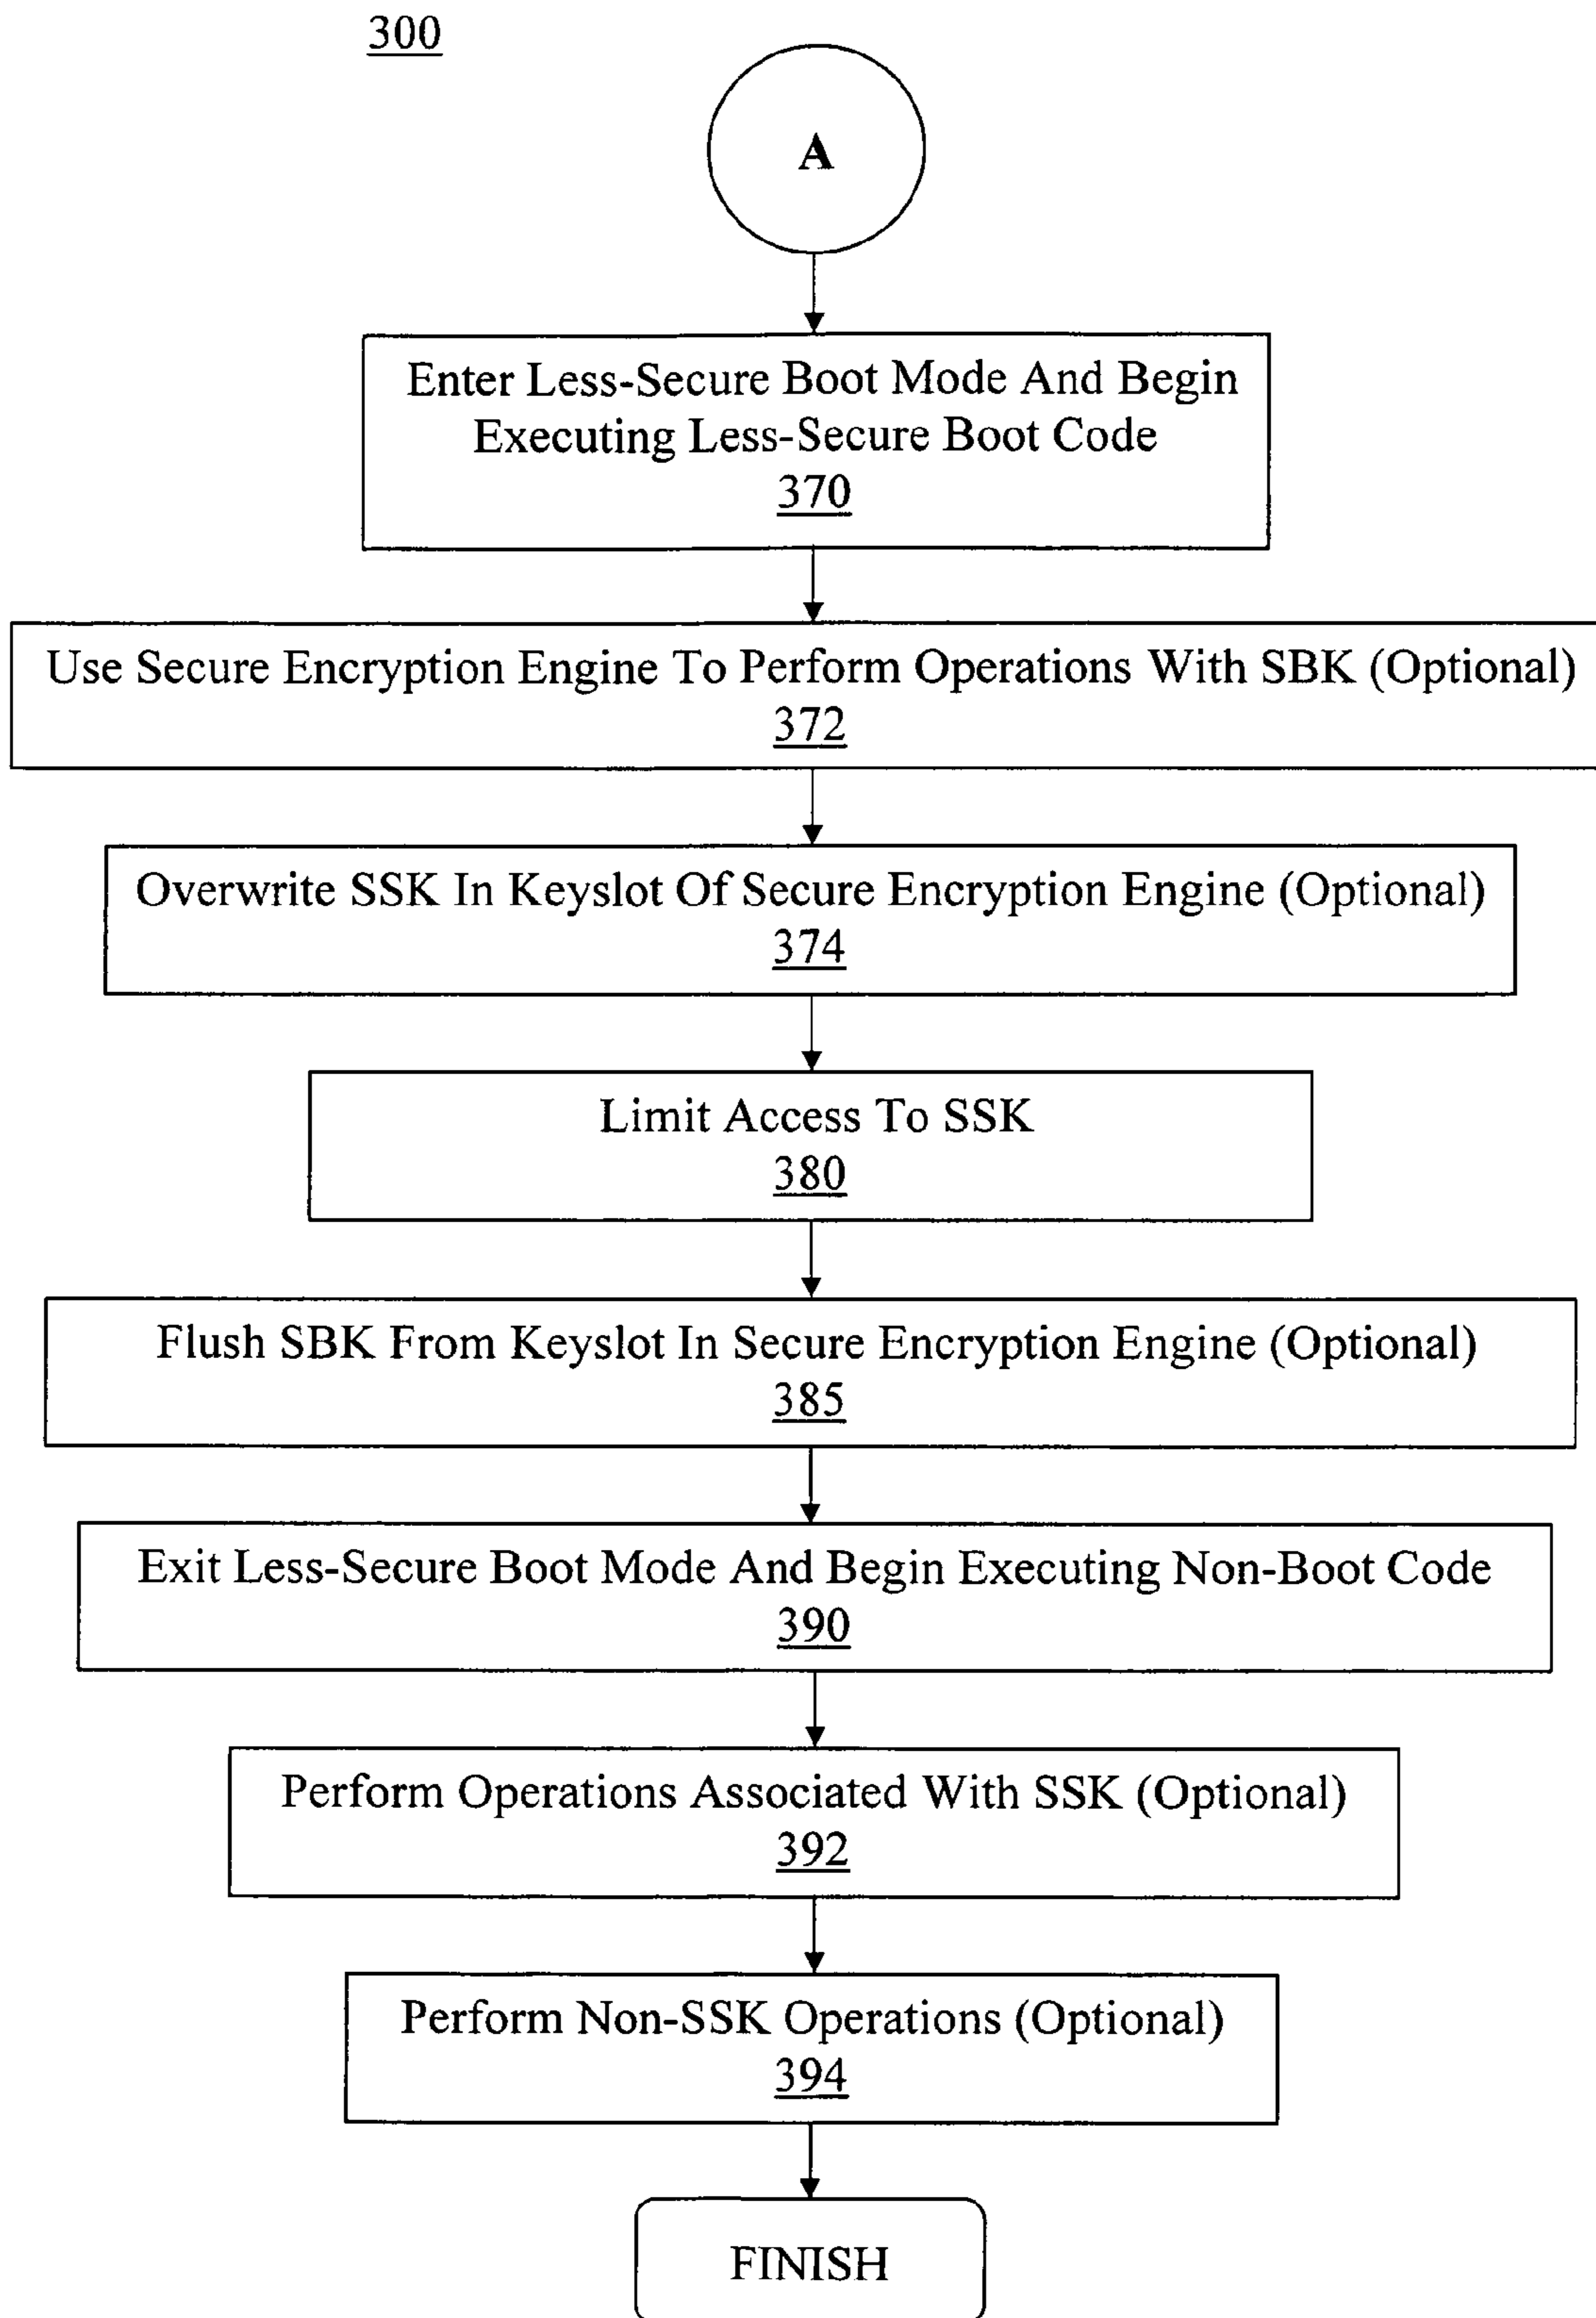 300
A
Enter Less-Secure Boot Mode And Begin
Executing Less-Secure Boot Code
370
Use Secure Encryption Engine To Perform Operations With SBK (Optional)
372
Overwrite SSK In Keyslot Of Secure Encryption Engine (Optional)
374
Limit Access To SSK
380
Flush SBK From Keyslot In Secure Encryption Engine (Optional)
385
Exit Less-Secure Boot Mode And Begin Executing Non-Boot Code
390
Perform Operations Associated With SSK (Optional)
392
Perform Non-SSK Operations (Optional)
394
FINISH